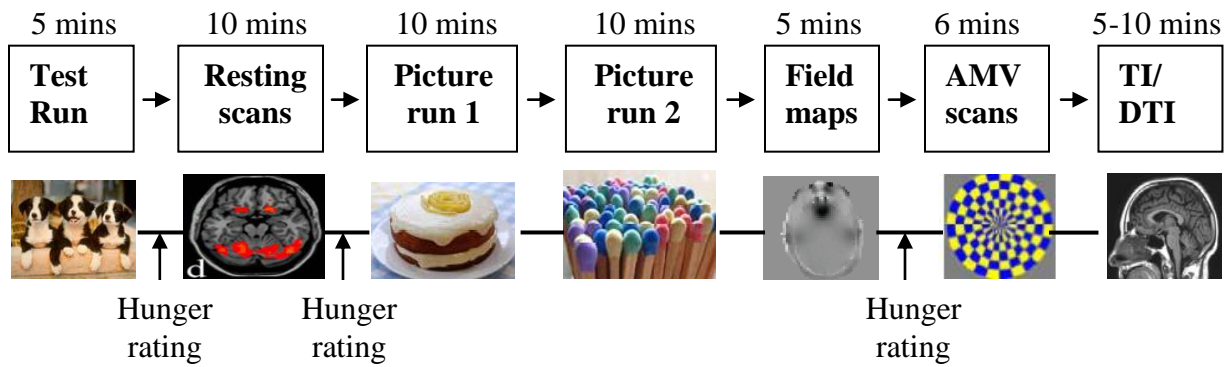 5 mins 10 mins 10 mins 10 mins 5 mins 6 mins 5-10 mins
Test Resting Picture Picture Field AMV TI/
Run scans run 1 run 2 maps scans DTI
d
Hunger Hunger Hunger
rating rating rating